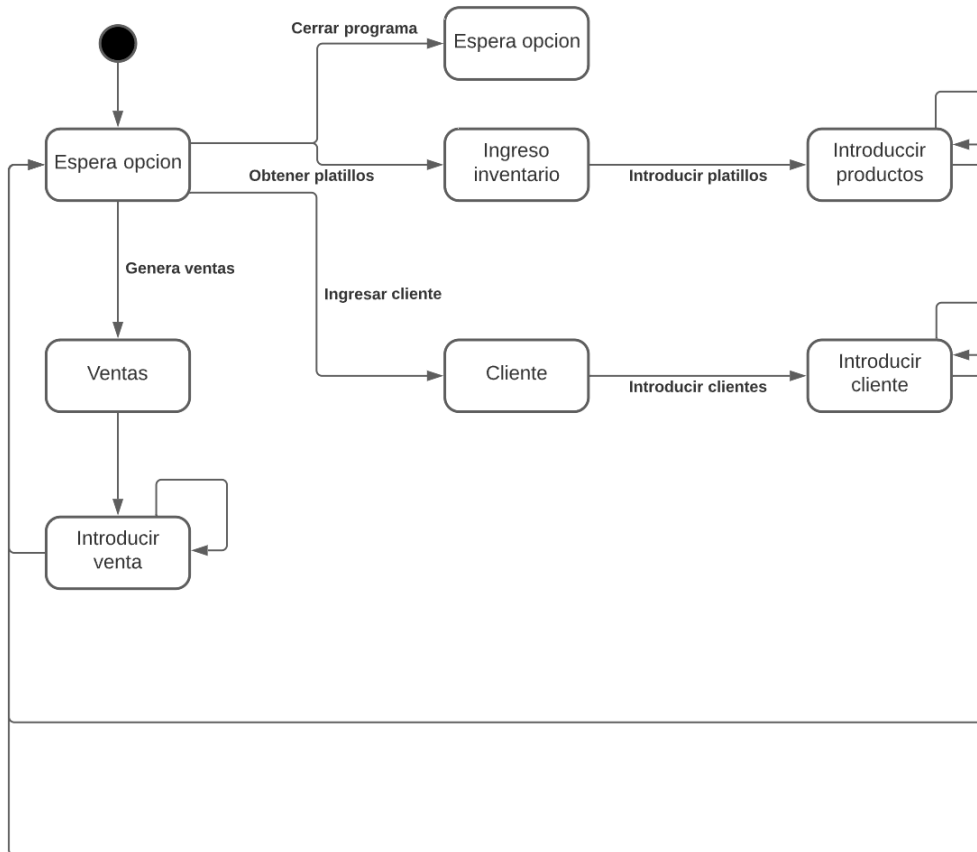 Cerrar programa
Espera opcion
Espera opcion
Obtener platillos
Ingreso
inventario
Introducir platillos
Introduccir
productos
Genera ventas
Ingresar cliente
Ventas
Cliente
Introducir clientes
Introducir
cliente
Introducir
venta